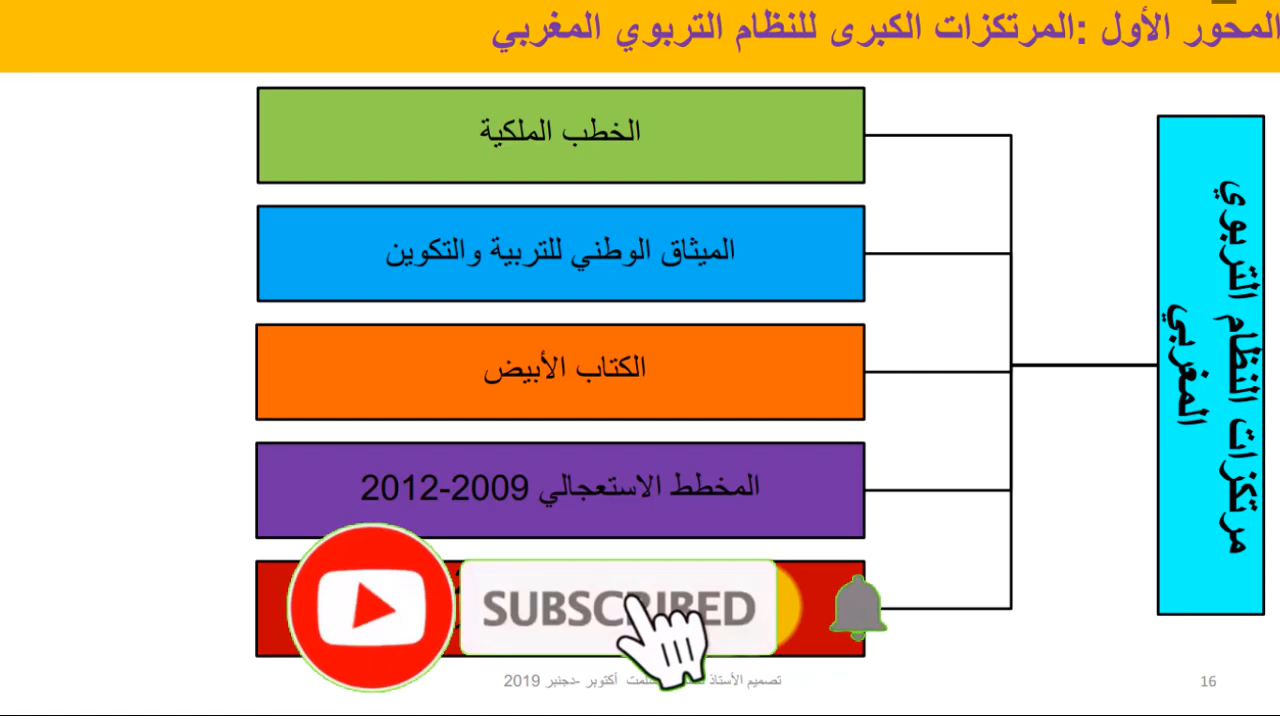 المحور الأول :المرتكزات الكبرى للنظام التربوي المغربي
مرتكزات النظام التربوي
المغربي
الخطب الملكية
الميثاق الوطني للتربية والتكوين
الكتاب الأبيض
المخطط الاستعجالي 2009-2012
SUBSCRIBED
تصميم الأستاذ أكتوبر -دجنبر 2019
16